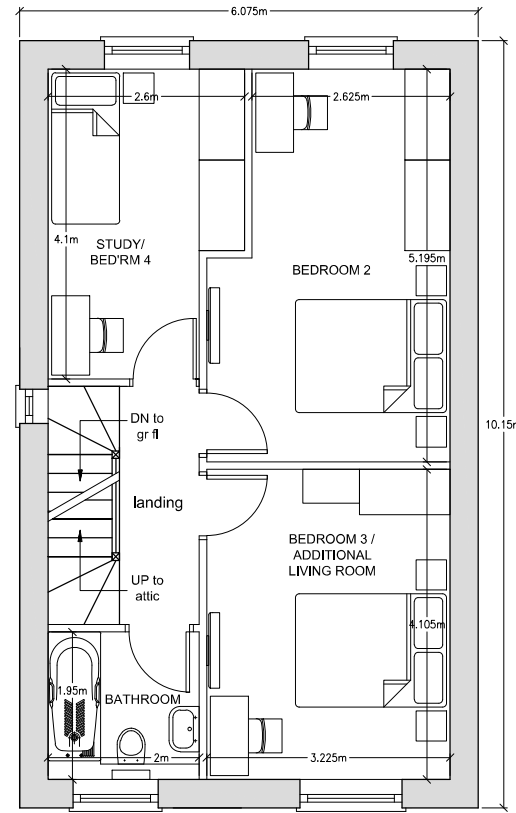 6.075m
2.6m
2.625m
4.1m
STUDY/
BED'RM 4
5.195m
BEDROOM 2
DN to
gr fl
10.15m
landing
BEDROOM 3 /
ADDITIONAL
LIVING ROOM
UP to
attic
4.105m
1.95m
BATHROOM
2m
3.225m